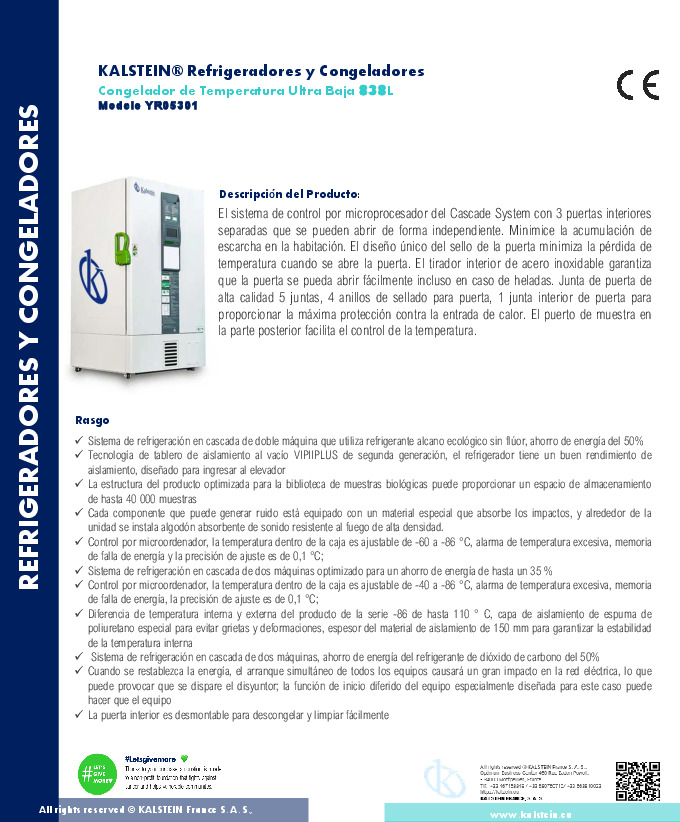 REFRIGERADORES Y CONGELADORES
KALSTEIN® Refrigeradores y Congeladores
Congelador de Temperatura Ultra Baja 838L
Modelo YR05301
CE
Kalstein
Descripción del Producto:
El sistema de control por microprocesador del Cascade System con 3 puertas interiores
separadas que se pueden abrir de forma independiente. Minimice la acumulación de
escarcha en la habitación. El diseño único del sello de la puerta minimiza la pérdida de
temperatura cuando se abre la puerta. El tirador interior de acero inoxidable garantiza
que la puerta se pueda abrir fácilmente incluso en caso de heladas. Junta de puerta de
alta calidad 5 juntas, 4 anillos de sellado para puerta, 1 junta interior de puerta para
proporcionar la máxima protección contra la entrada de calor. El puerto de muestra en
la parte posterior facilita el control de la temperatura.
Rasgo
✓ Sistema de refrigeración en cascada de doble máquina que utiliza refrigerante alcano ecológico sin flúor, ahorro de energía del 50%
✓ Tecnología de tablero de aislamiento al vacío VIPIIPLUS de segunda generación, el refrigerador tiene un buen rendimiento de
aislamiento, diseñado para ingresar al elevador
✓ La estructura del producto optimizada para la biblioteca de muestras biológicas puede proporcionar un espacio de almacenamiento
de hasta 40 000 muestras
✓ Cada componente que puede generar ruido está equipado con un material especial que absorbe los impactos, y alrededor de la
unidad se instala algodón absorbente de sonido resistente al fuego de alta densidad.
✓ Control por microordenador, la temperatura dentro de la caja es ajustable de -60 a -86 °C, alarma de temperatura excesiva, memoria
de falla de energía y la precisión de ajuste es de 0,1 °C;
✓ Sistema de refrigeración en cascada de dos máquinas optimizado para un ahorro de energía de hasta un 35 %
✓ Control por microordenador, la temperatura dentro de la caja es ajustable de -40 a -86 °C, alarma de temperatura excesiva, memoria
de falla de energía, la precisión de ajuste es de 0,1 °C;
✓ Diferencia de temperatura interna y externa del producto de la serie -86 de hasta 110 ° C, capa de aislamiento de espuma de
poliuretano especial para evitar grietas y deformaciones, espesor del material de aislamiento de 150 mm para garantizar la estabilidad
de la temperatura interna
✓ Sistema de refrigeración en cascada de dos máquinas, ahorro de energía del refrigerante de dióxido de carbono del 50%
✓ Cuando se restablezca la energía, el arranque simultáneo de todos los equipos causará un gran impacto en la red eléctrica, lo que
puede provocar que se dispare el disyuntor; la función de inicio diferido del equipo especialmente diseñada para este caso puede
hacer que el equipo
✓ La puerta interior es desmontable para descongelar y limpiar fácilmente
# LET'S
GIVE
MORE
#Letsgivemore
All rights reserved © KALSTEIN France S. A. S.,
KALSTEIN FRANCE, S. A. S
All rights reserved © KALSTEIN France S. A. S.,
www.kalstein.eu